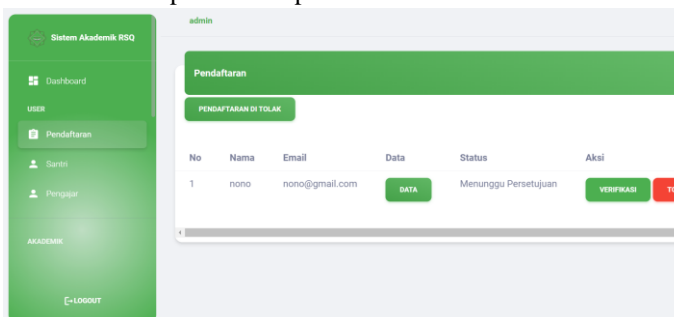 admin
Sistem Akademik RSQ
Dashboard
USER
Pendaftaran
Santri
Pengajar
AKADEMIK
LOGOUT
Pendaftaran
PENDAFTARAN DI TOLAK
No Nama Email Data Status Aksi
1 nono nono@gmail.com DATA Menunggu Persetujuan VERIFIKASI